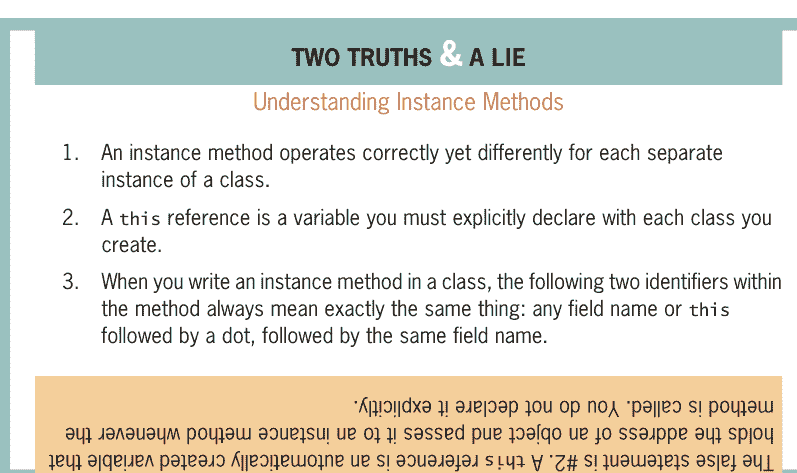 TWO TRUTHS & A LIE
Understanding Instance Methods
1. An instance method operates correctly yet differently for each separate
instance of a class.
2. A this reference is a variable you must explicitly declare with each class you
create.
3. When you write an instance method in a class, the following two identifiers within
the method always mean exactly the same thing: any field name or this
followed by a dot, followed by the same field name.
The false statement is #2. A this reference is an automatically created variable that
holds the address of an object and passes it to an instance method whenever the
method is called. You do not declare it explicitly.